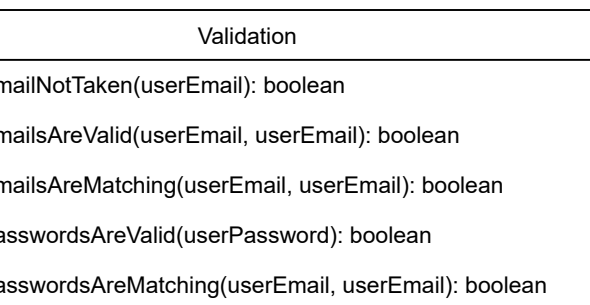 Validation
mailNotTaken(userEmail): boolean
mailsAreValid(userEmail, userEmail): boolean
mailsAreMatching(userEmail, userEmail): boolean
asswordsAreValid(userPassword): boolean
asswordsAreMatching(userEmail, userEmail): boolean